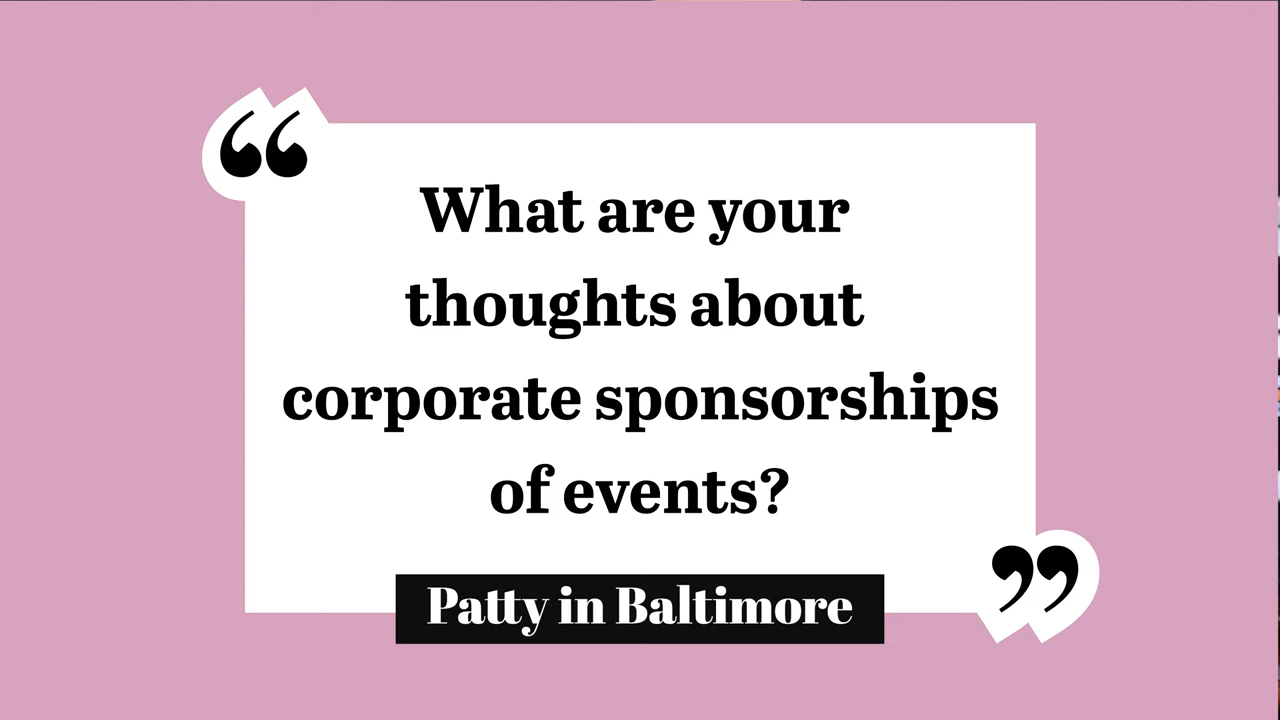 “
What are your
thoughts about
corporate sponsorships
of events?
”
Patty in Baltimore